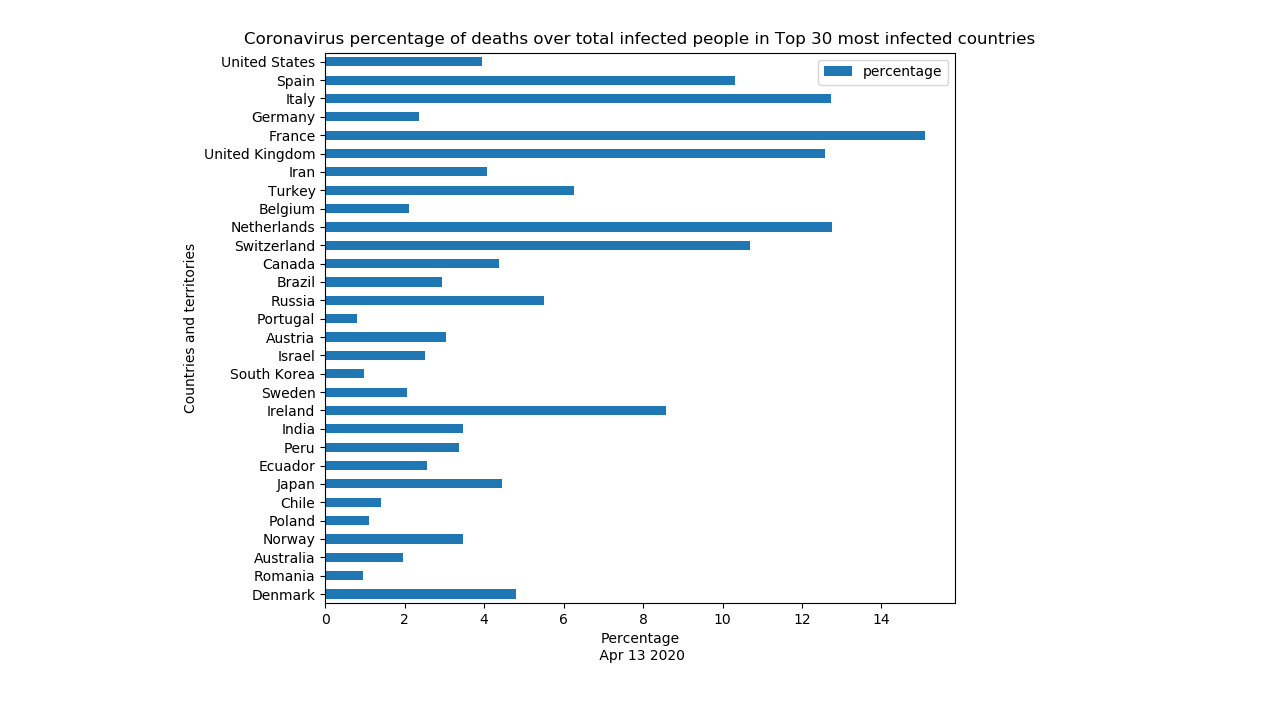 Coronavirus percentage of deaths over total infected people in Top 30 most infected countries
percentage
Countries and territories
United States
Spain
Italy
Germany
France
United Kingdom
Iran
Turkey
Belgium
Netherlands
Switzerland
Canada
Brazil
Russia
Portugal
Austria
Israel
South Korea
Sweden
Ireland
India
Peru
Ecuador
Japan
Chile
Poland
Norway
Australia
Romania
Denmark
0 2 4 6 8 10 12 14
Percentage
Apr 13 2020